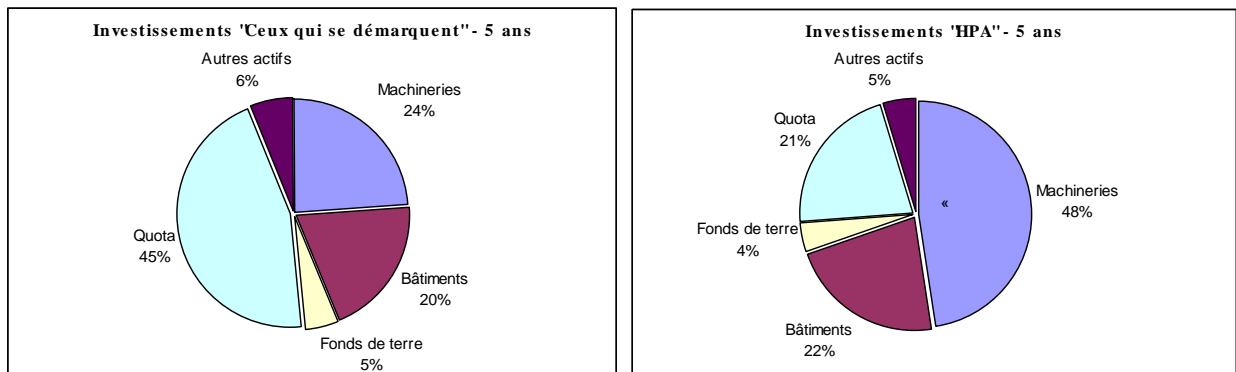 Investissements "Ceux qui se démarquent" - 5 ans
Autres actifs
6%
Machineries
24%
Quota
45%
Bâtiments
20%
Fonds de terre
5%
Investissements "HPA" - 5 ans
Autres actifs
5%
Quota
21%
Machineries
48%
«
Fonds de terre
4%
Bâtiments
22%